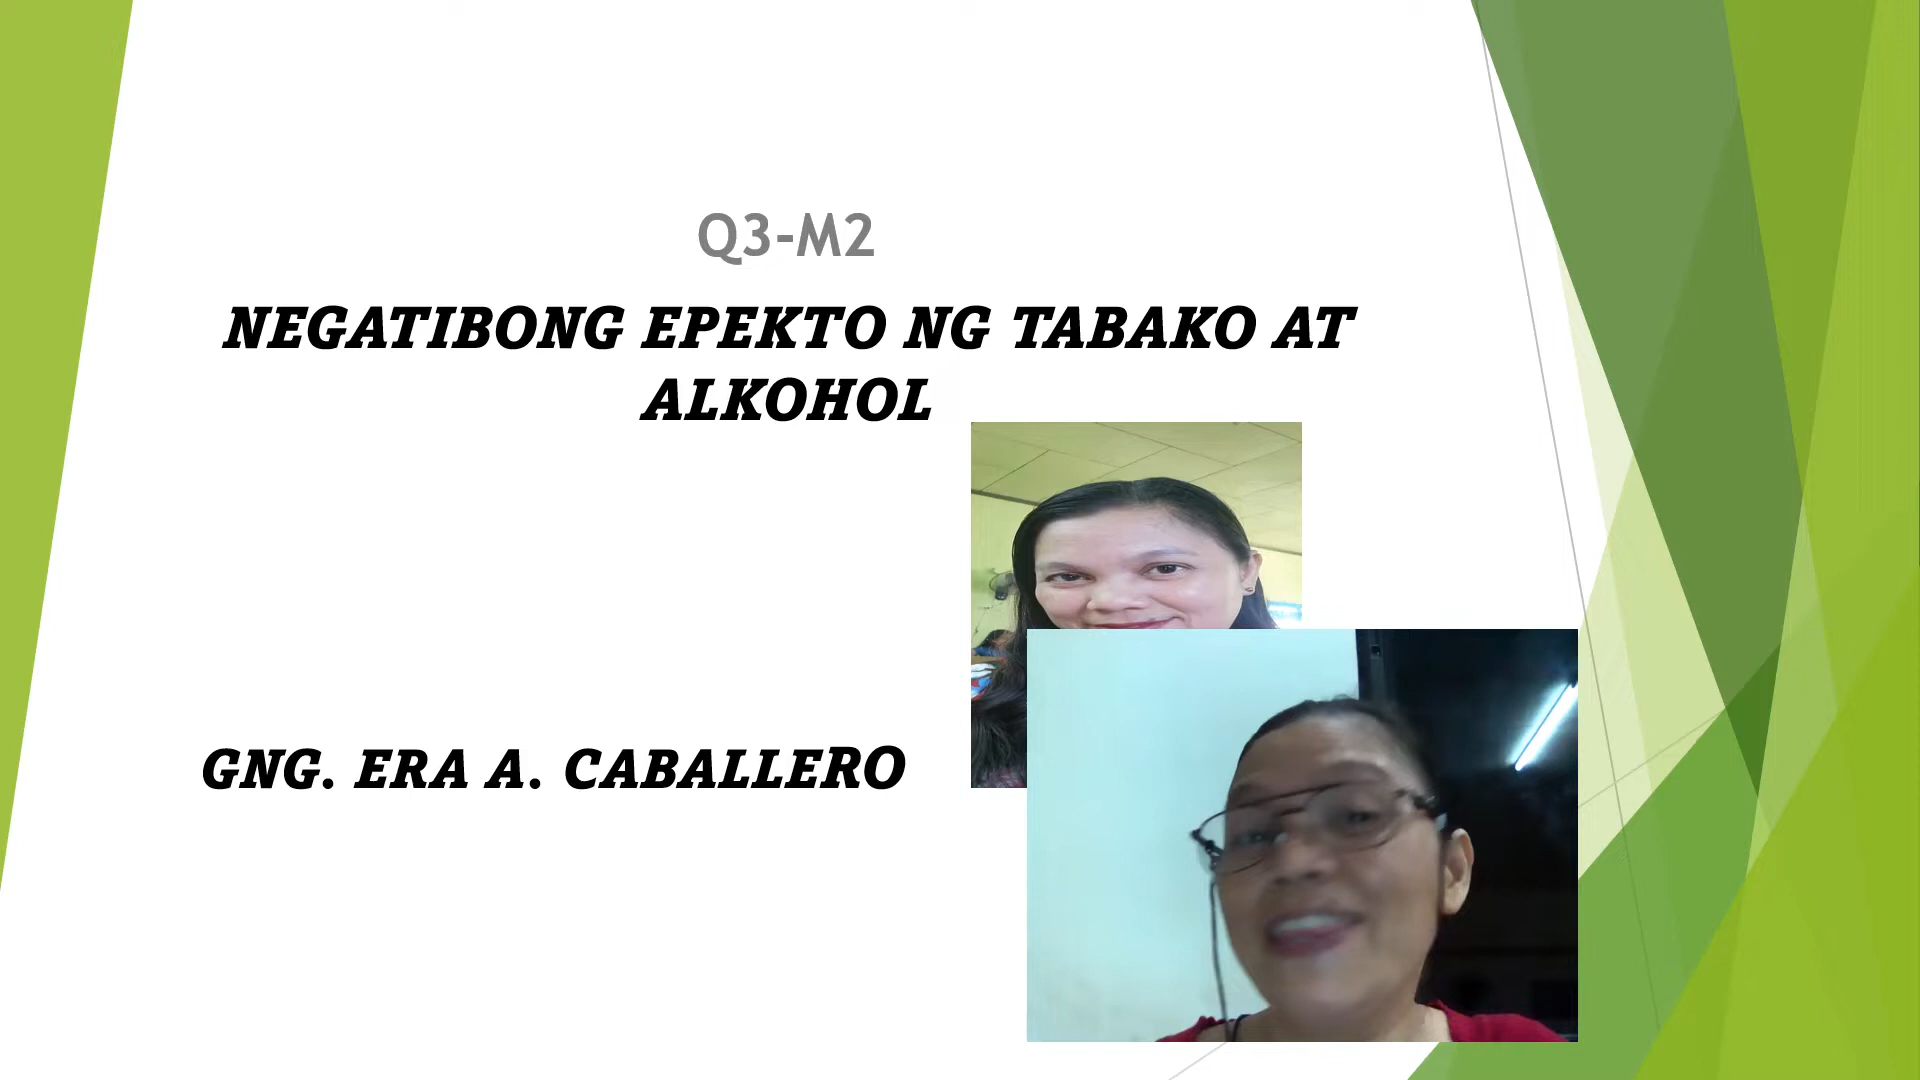 Q3-M2
NEGATIBONG EPEKTO NG TABAKO AT
ALKOHOL
GNG. ERA A. CABALLERO